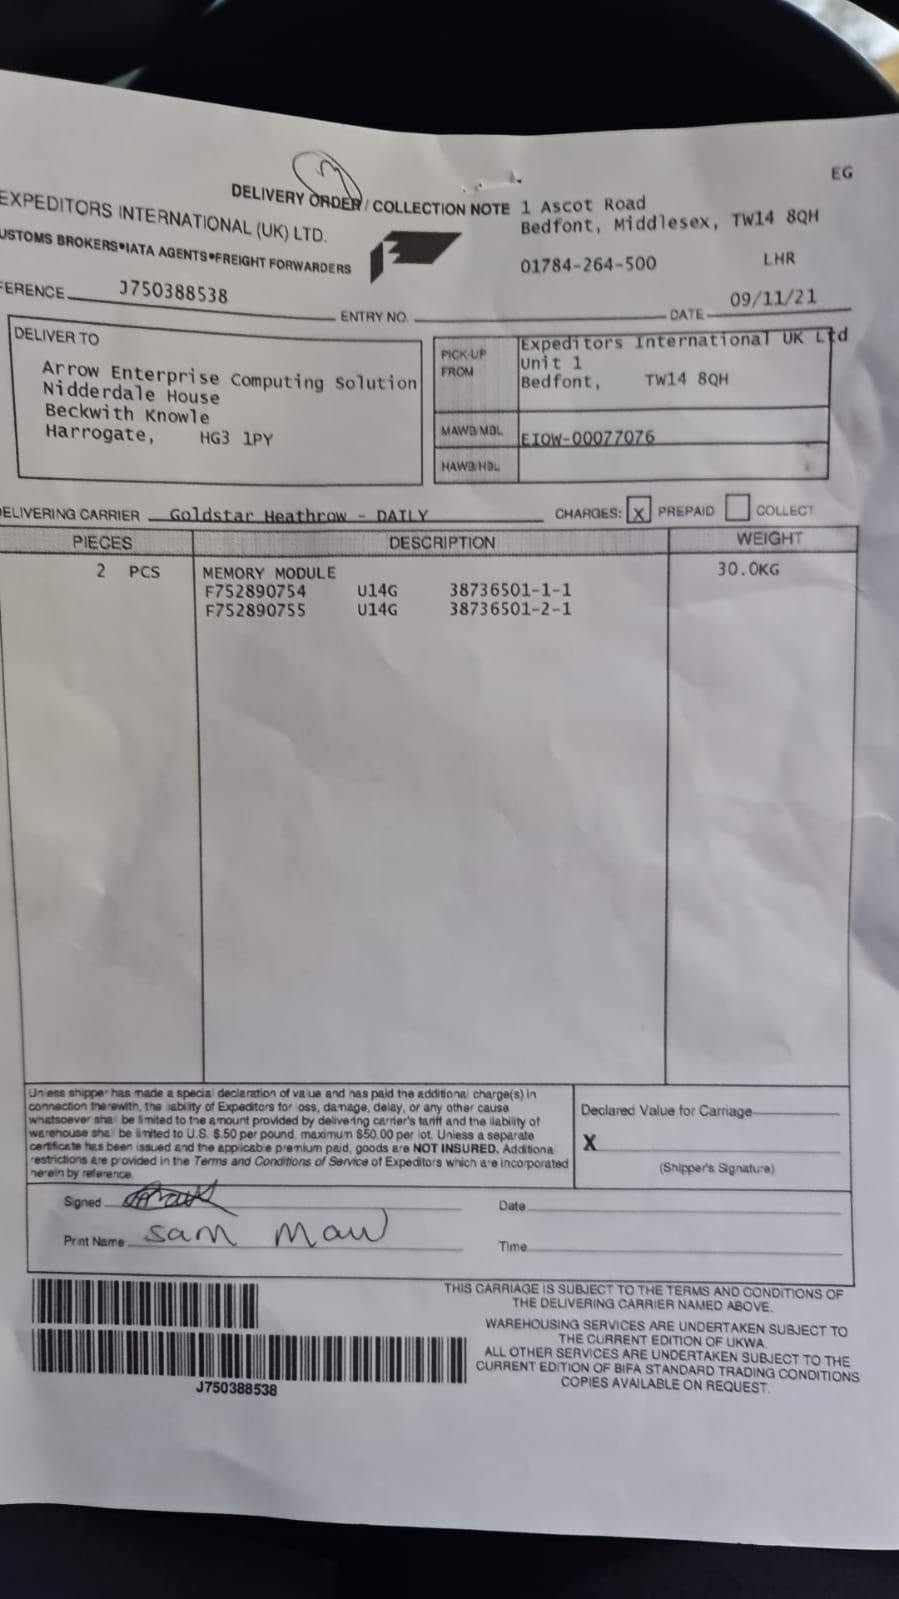 EG
DELIVERY ORDER / COLLECTION NOTE
1 Ascot Road
Bedfont, Middlesex, TW14 8QH
EXPEDITORS INTERNATIONAL (UK) LTD.
USTOMS BROKERS•IATA AGENTS•FREIGHT FORWARDERS
01784-264-500 LHR
FERENCE J750388538 ENTRY NO. DATE 09/11/21
DELIVER TO
Arrow Enterprise Computing Solution
Nidderdale House
Beckwith Knowle
Harrogate, HG3 1PY
PICK-UP FROM
Expeditors International UK Ltd
Unit 1
Bedfont, TW14 8QH
MAWB/MBL EIOW-00077076
HAWB/HBL
DELIVERING CARRIER Goldstar Heathrow - DAILY CHARGES: X PREPAID COLLECT
PIECES DESCRIPTION WEIGHT
2 PCS MEMORY MODULE 30.0KG
F752890754 U14G 38736501-1-1
F752890755 U14G 38736501-2-1
Unless shipper has made a special declaration of value and has paid the additional charge(s) in
connection therewith, the liability of Expeditors for loss, damage, delay, or any other cause
whatsoever shall be limited to the amount provided by delivering carrier's tariff and the liability of
warehouse shall be limited to U.S. $.50 per pound, maximum $50.00 per lot. Unless a separate
certificate has been issued and the applicable premium paid, goods are NOT INSURED. Additional
restrictions are provided in the Terms and Conditions of Service of Expeditors which are incorporated
herein by reference.
Declared Value for Carriage
X
(Shipper's Signature)
Signed Date
Print Name Sam Maw Time
THIS CARRIAGE IS SUBJECT TO THE TERMS AND CONDITIONS OF
THE DELIVERING CARRIER NAMED ABOVE.
WAREHOUSING SERVICES ARE UNDERTAKEN SUBJECT TO
THE CURRENT EDITION OF UKWA.
ALL OTHER SERVICES ARE UNDERTAKEN SUBJECT TO THE
CURRENT EDITION OF BIFA STANDARD TRADING CONDITIONS
COPIES AVAILABLE ON REQUEST.
J750388538